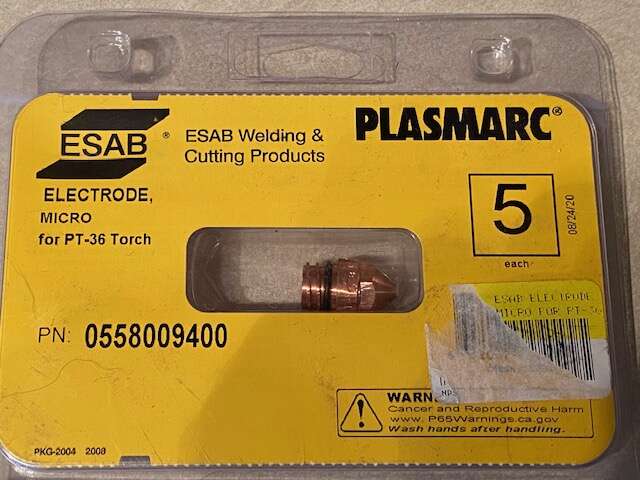 ESAB®
ESAB Welding &
Cutting Products
PLASMARC®
ELECTRODE,
MICRO
for PT-36 Torch
5
each
08/24/20
PN: 0558009400
ESAB ELECTRODE
MICRO FOR PT-36
WARN
Cancer and Reproductive Harm
www.P65Warnings.ca.gov
Wash hands after handling.
PKG-2004 2008